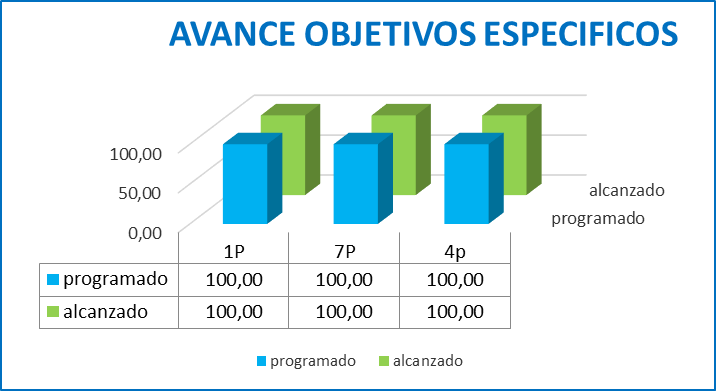 AVANCE OBJETIVOS ESPECIFICOS
100,00
50,00
0,00
alcanzado
programado
1P 7P 4p
programado 100,00 100,00 100,00
alcanzado 100,00 100,00 100,00
programado alcanzado